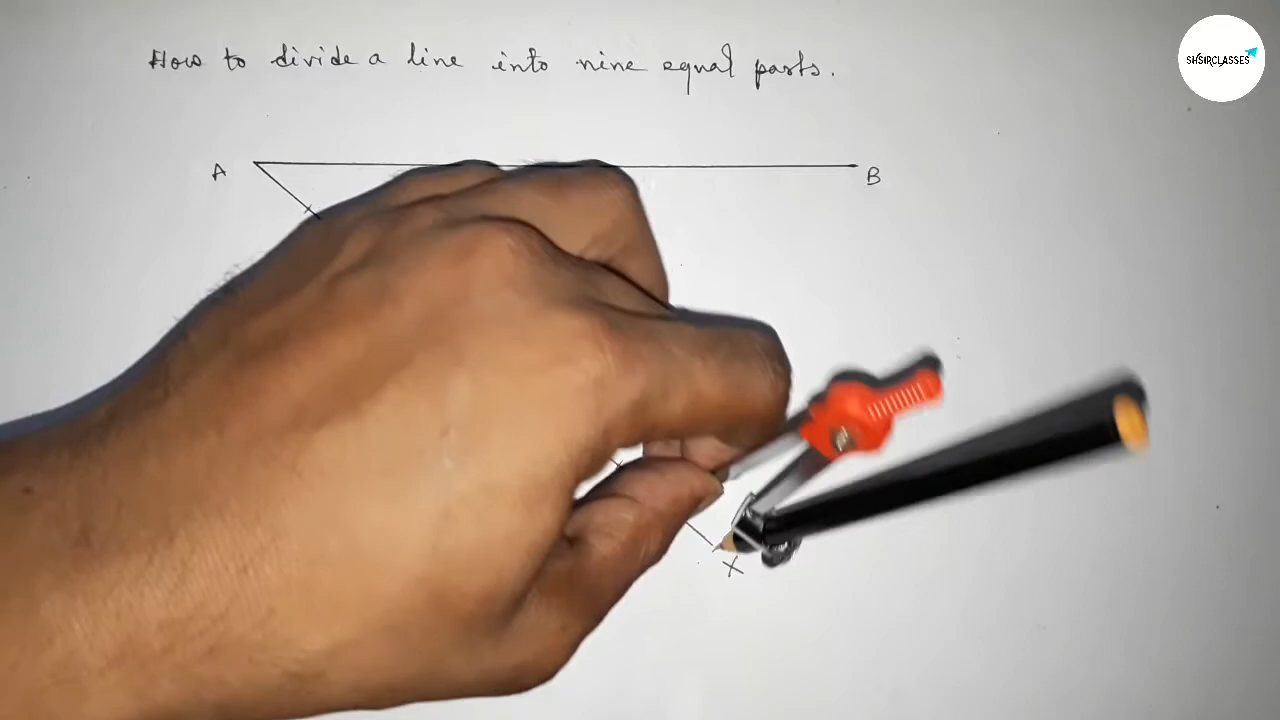 How to divide a line into nine equal parts.
SHSIRCLASSES
A
B
X